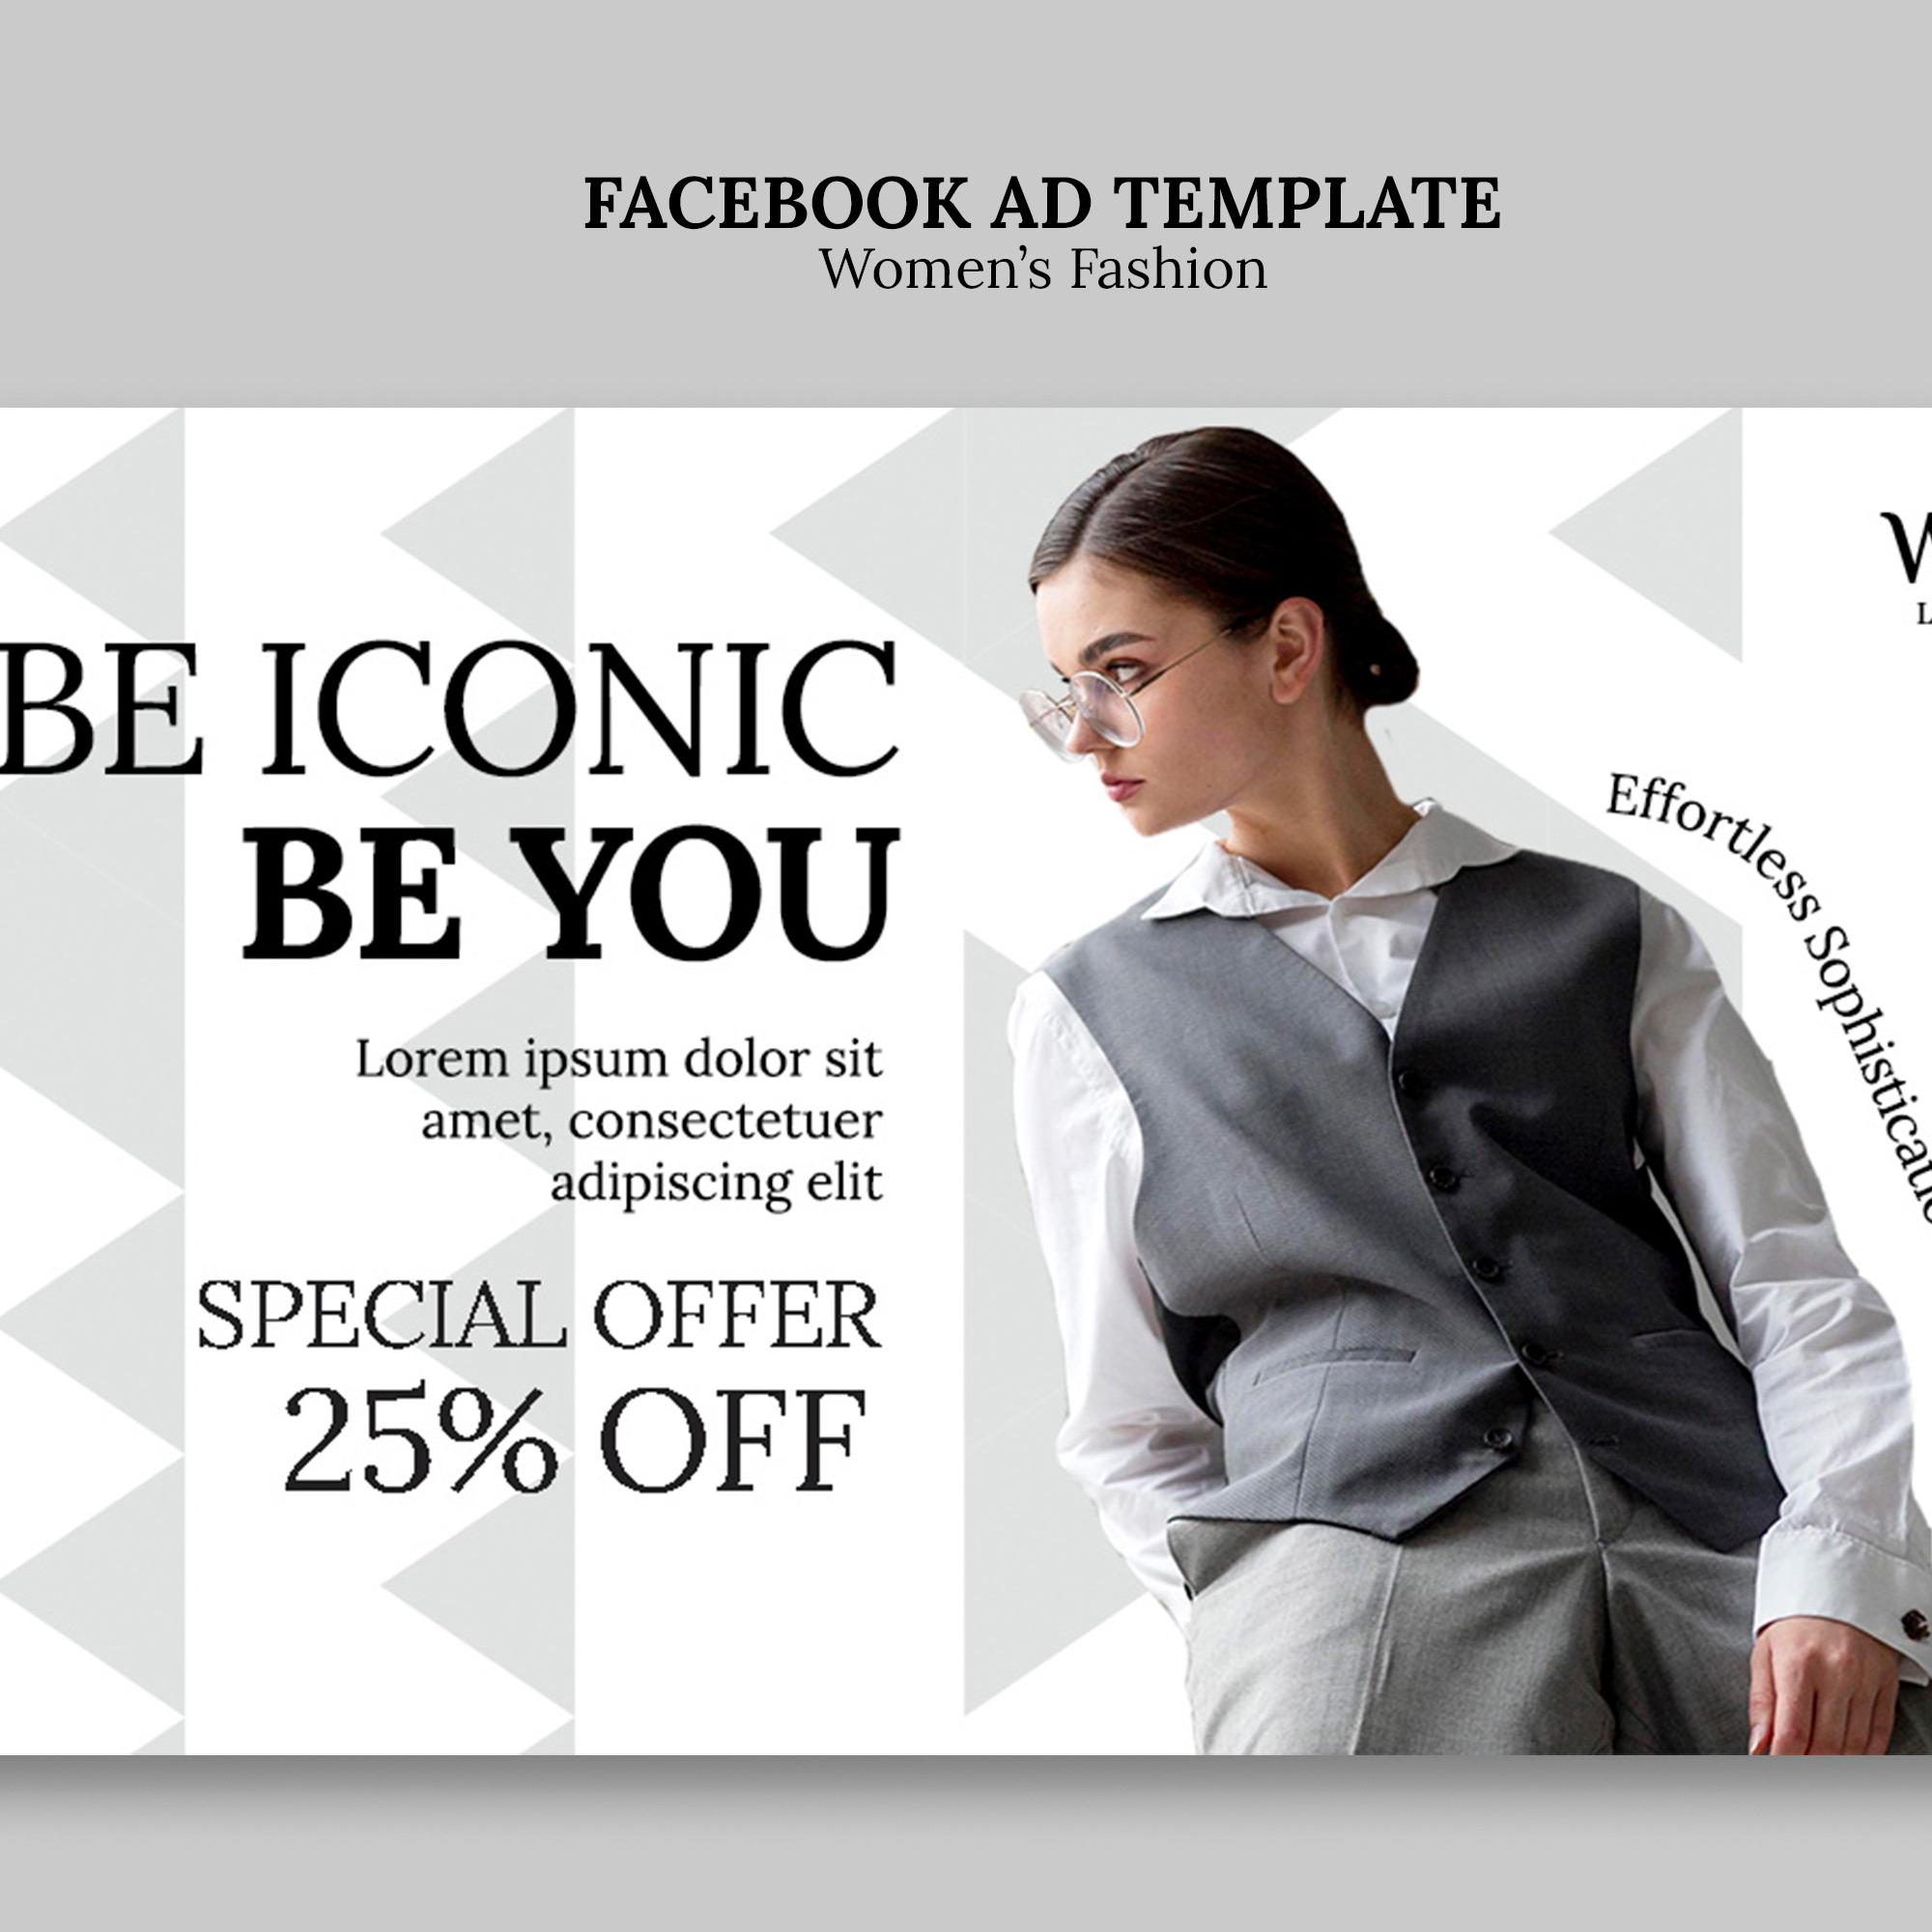 FACEBOOK AD TEMPLATE
Women’s Fashion
BE ICONIC
BE YOU
Lorem ipsum dolor sit
amet, consectetuer
adipiscing elit
SPECIAL OFFER
25% OFF
Effortless